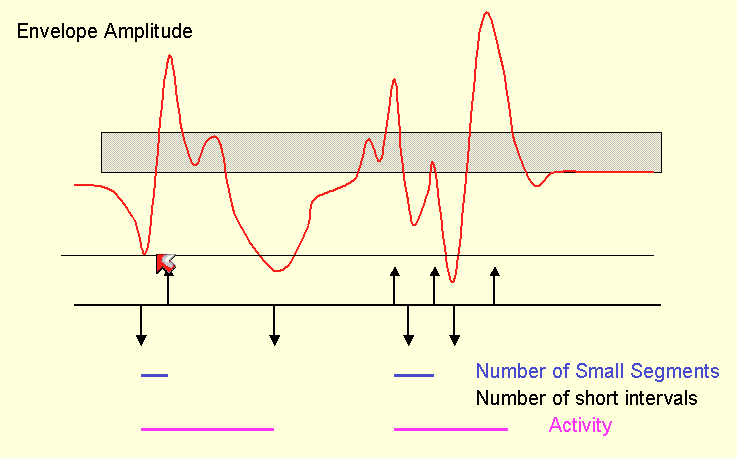 Envelope Amplitude
Number of Small Segments
Number of short intervals
Activity